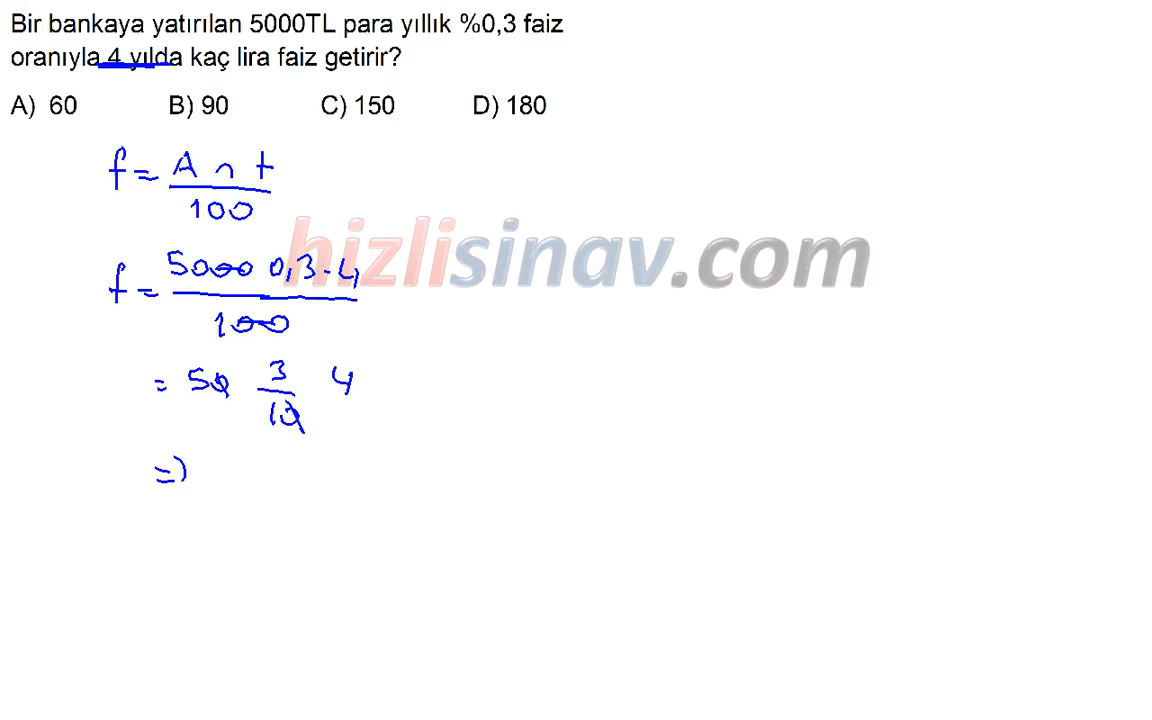 Bir bankaya yatırılan 5000TL para yıllık %0,3 faiz
oranıyla 4 yılda kaç lira faiz getirir?
A) 60 B) 90 C) 150 D) 180
f = A n t
100
hizlisinav.com
f = 5000 0,3 - 4
100
= 50 3 4
10
=)